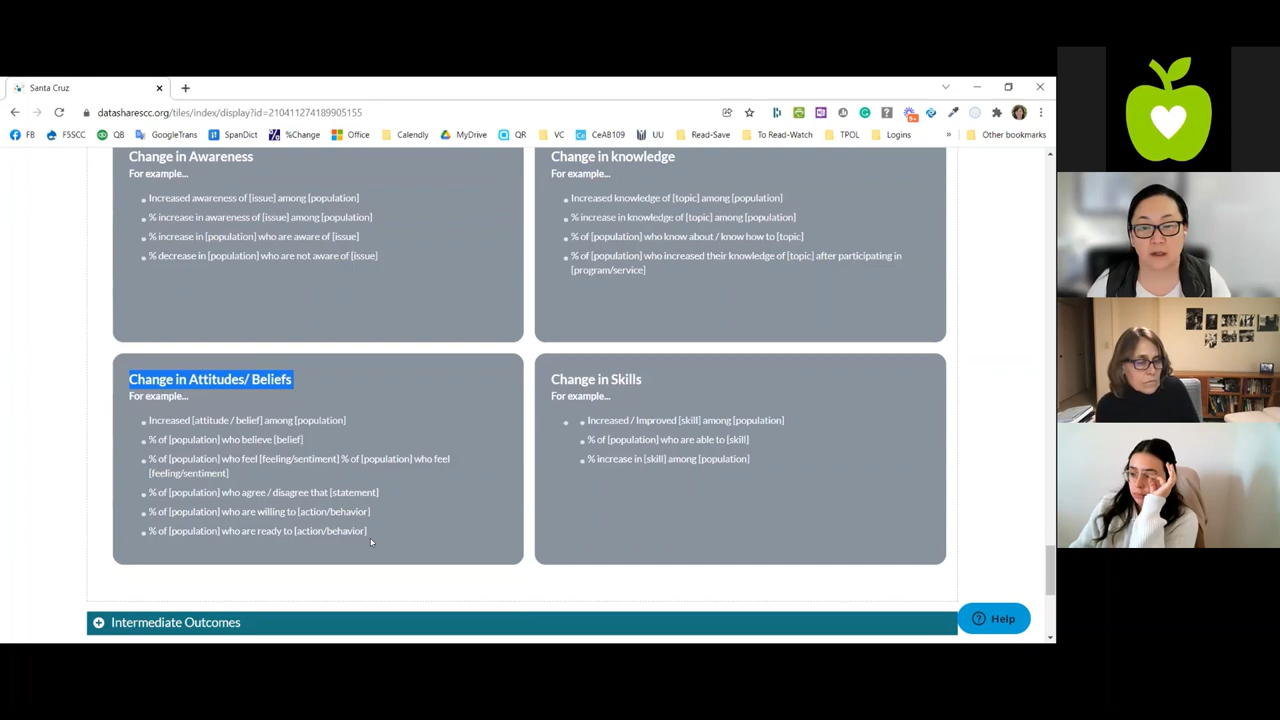 Santa Cruz
datasharescc.org/tiles/index/display?id=210411274189905155
FB
F5SCC
QB
GoogleTrans
SpanDict
%Change
Office
Calendly
MyDrive
QR
VC
CeAB109
UU
Read-Save
To Read-Watch
TPOL
Logins
»
Other bookmarks
9+
Change in Awareness
For example...
Increased awareness of [issue] among [population]
% increase in awareness of [issue] among [population]
% increase in [population] who are aware of [issue]
% decrease in [population] who are not aware of [issue]
Change in knowledge
For example...
Increased knowledge of [topic] among [population]
% increase in knowledge of [topic] among [population]
% of [population] who know about / know how to [topic]
% of [population] who increased their knowledge of [topic] after participating in
[program/service]
Change in Attitudes/ Beliefs
For example...
Increased [attitude / belief] among [population]
% of [population] who believe [belief]
% of [population] who feel [feeling/sentiment] % of [population] who feel
[feeling/sentiment]
% of [population] who agree / disagree that [statement]
% of [population] who are willing to [action/behavior]
% of [population] who are ready to [action/behavior]
Change in Skills
For example...
Increased / Improved [skill] among [population]
% of [population] who are able to [skill]
% increase in [skill] among [population]
Intermediate Outcomes
Help